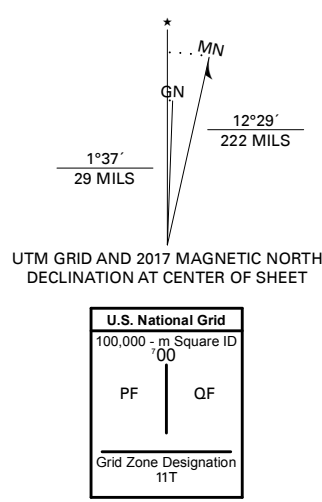 ★
MN
GN
12°29´
222 MILS
1°37´
29 MILS
UTM GRID AND 2017 MAGNETIC NORTH
DECLINATION AT CENTER OF SHEET
U.S. National Grid
100,000 - m Square ID
⁷00
PF QF
Grid Zone Designation
11T